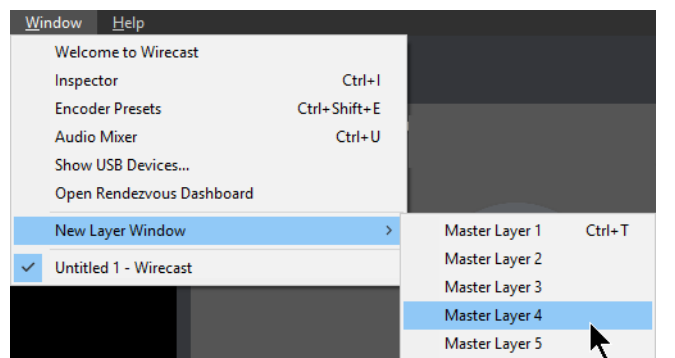 Window Help
Welcome to Wirecast
Inspector Ctrl+I
Encoder Presets Ctrl+Shift+E
Audio Mixer Ctrl+U
Show USB Devices...
Open Rendezvous Dashboard
New Layer Window >
Untitled 1 - Wirecast
Master Layer 1 Ctrl+T
Master Layer 2
Master Layer 3
Master Layer 4
Master Layer 5